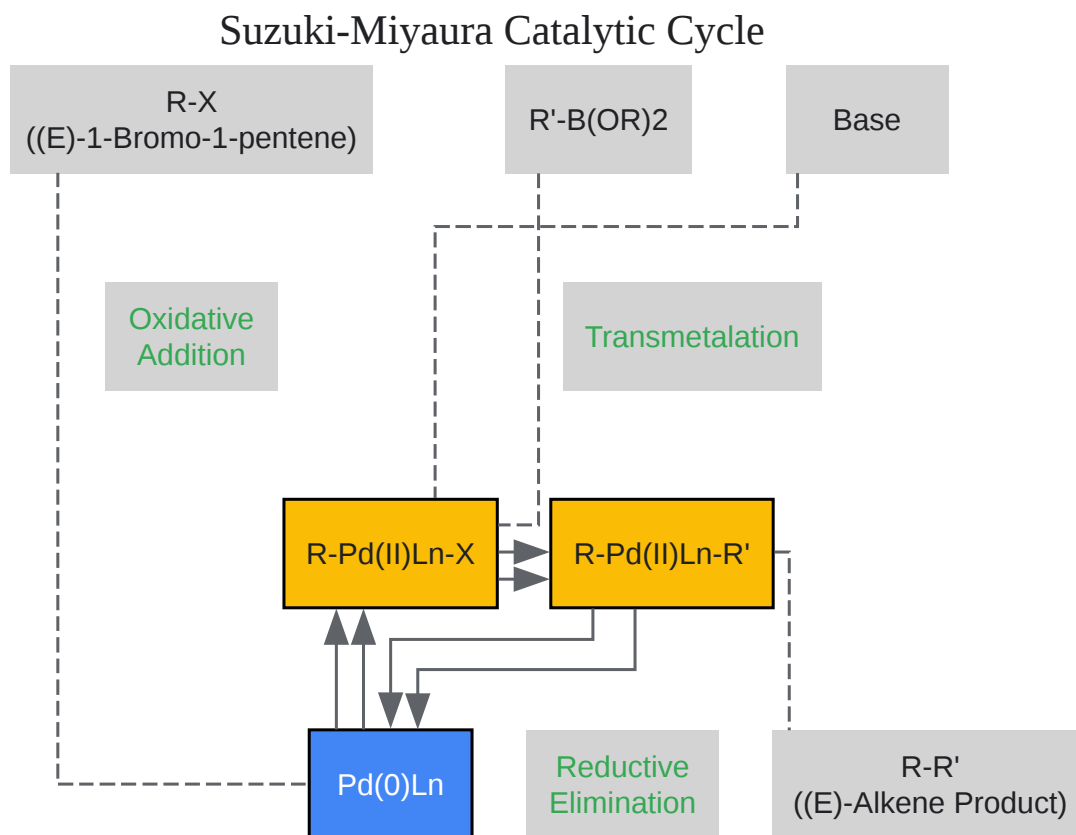 Suzuki-Miyaura Catalytic Cycle
R-X
((E)-1-Bromo-1-pentene)
R'-B(OR)2
Base
Oxidative
Addition
Transmetalation
R-Pd(II)Ln-X
R-Pd(II)Ln-R'
Pd(0)Ln
Reductive
Elimination
R-R'
((E)-Alkene Product)